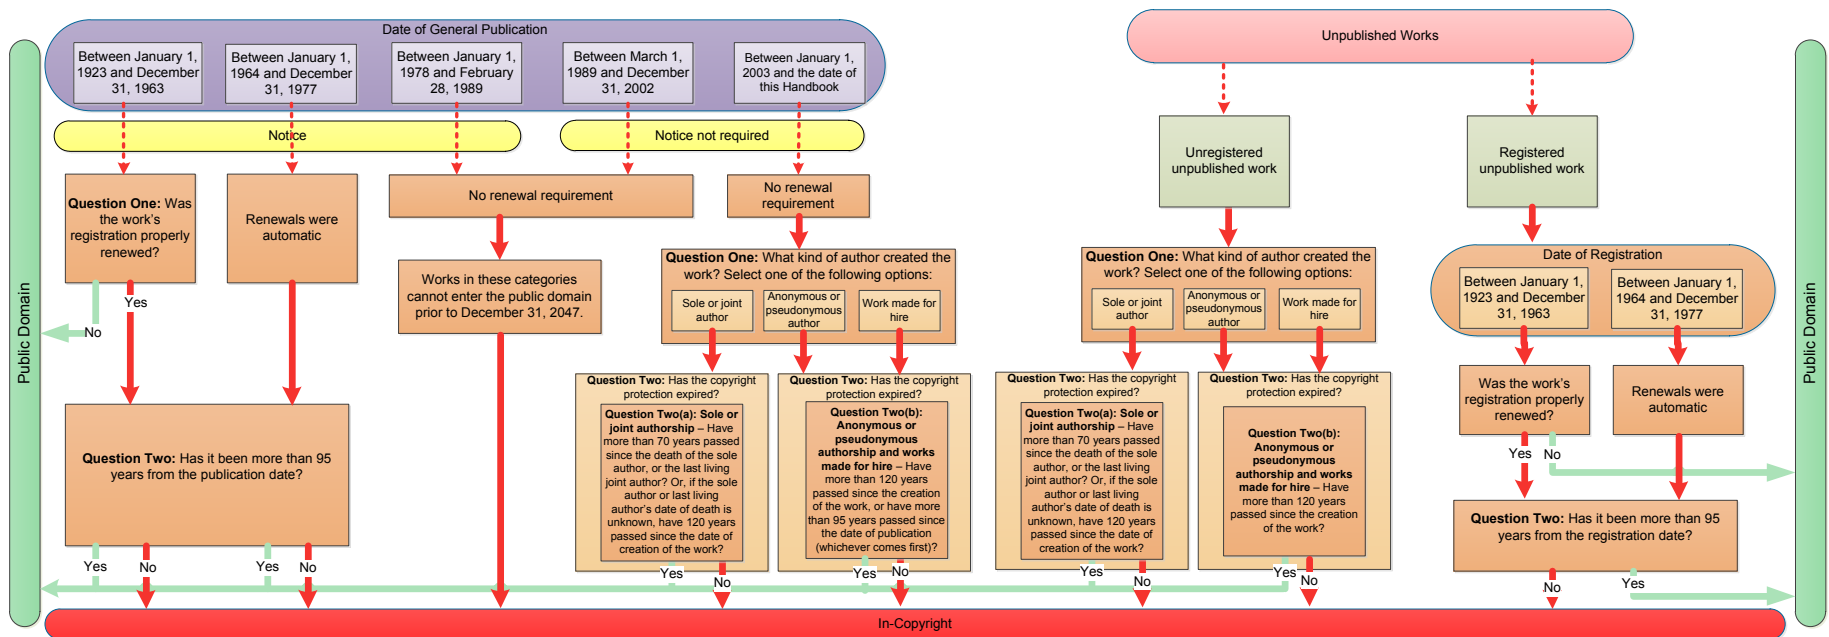 Public Domain
Date of General Publication
Between January 1,
1923 and December
31, 1963
Between January 1,
1964 and December
31, 1977
Between January 1,
1978 and February
28, 1989
Between March 1,
1989 and December
31, 2002
Between January 1,
2003 and the date of
this Handbook
Notice
Notice not required
Question One: Was
the work's
registration properly
renewed?
Yes
No
Renewals were
automatic
No renewal requirement
Works in these categories
cannot enter the public domain
prior to December 31, 2047.
No renewal
requirement
Question One: What kind of author created the
work? Select one of the following options:
Sole or joint
author
Anonymous or
pseudonymous
author
Work made for
hire
Question Two: Has it been more than 95
years from the publication date?
Yes
No
Yes
No
Question Two: Has the copyright
protection expired?
Question Two(a): Sole or
joint authorship – Have
more than 70 years passed
since the death of the sole
author, or the last living
joint author? Or, if the sole
author or last living
author's date of death is
unknown, have 120 years
passed since the date of
creation of the work?
Yes
No
Question Two: Has the copyright
protection expired?
Question Two(b):
Anonymous or
pseudonymous
authorship and works
made for hire – Have
more than 120 years
passed since the creation
of the work, or have more
than 95 years passed since
the date of publication
(whichever comes first)?
Yes
No
Unpublished Works
Unregistered
unpublished work
Registered
unpublished work
Question One: What kind of author created the
work? Select one of the following options:
Sole or joint
author
Anonymous or
pseudonymous
author
Work made for
hire
Question Two: Has the copyright
protection expired?
Question Two(a): Sole or
joint authorship – Have
more than 70 years passed
since the death of the sole
author, or the last living
joint author? Or, if the sole
author or last living
author's date of death is
unknown, have 120 years
passed since the date of
creation of the work?
Yes
No
Question Two: Has the copyright
protection expired?
Question Two(b):
Anonymous or
pseudonymous
authorship and works
made for hire – Have
more than 120 years
passed since the creation
of the work?
Yes
No
Date of Registration
Between January 1,
1923 and December
31, 1963
Between January 1,
1964 and December
31, 1977
Was the work's
registration properly
renewed?
Yes
No
Renewals were
automatic
Question Two: Has it been more than 95
years from the registration date?
No
Yes
Public Domain
In-Copyright